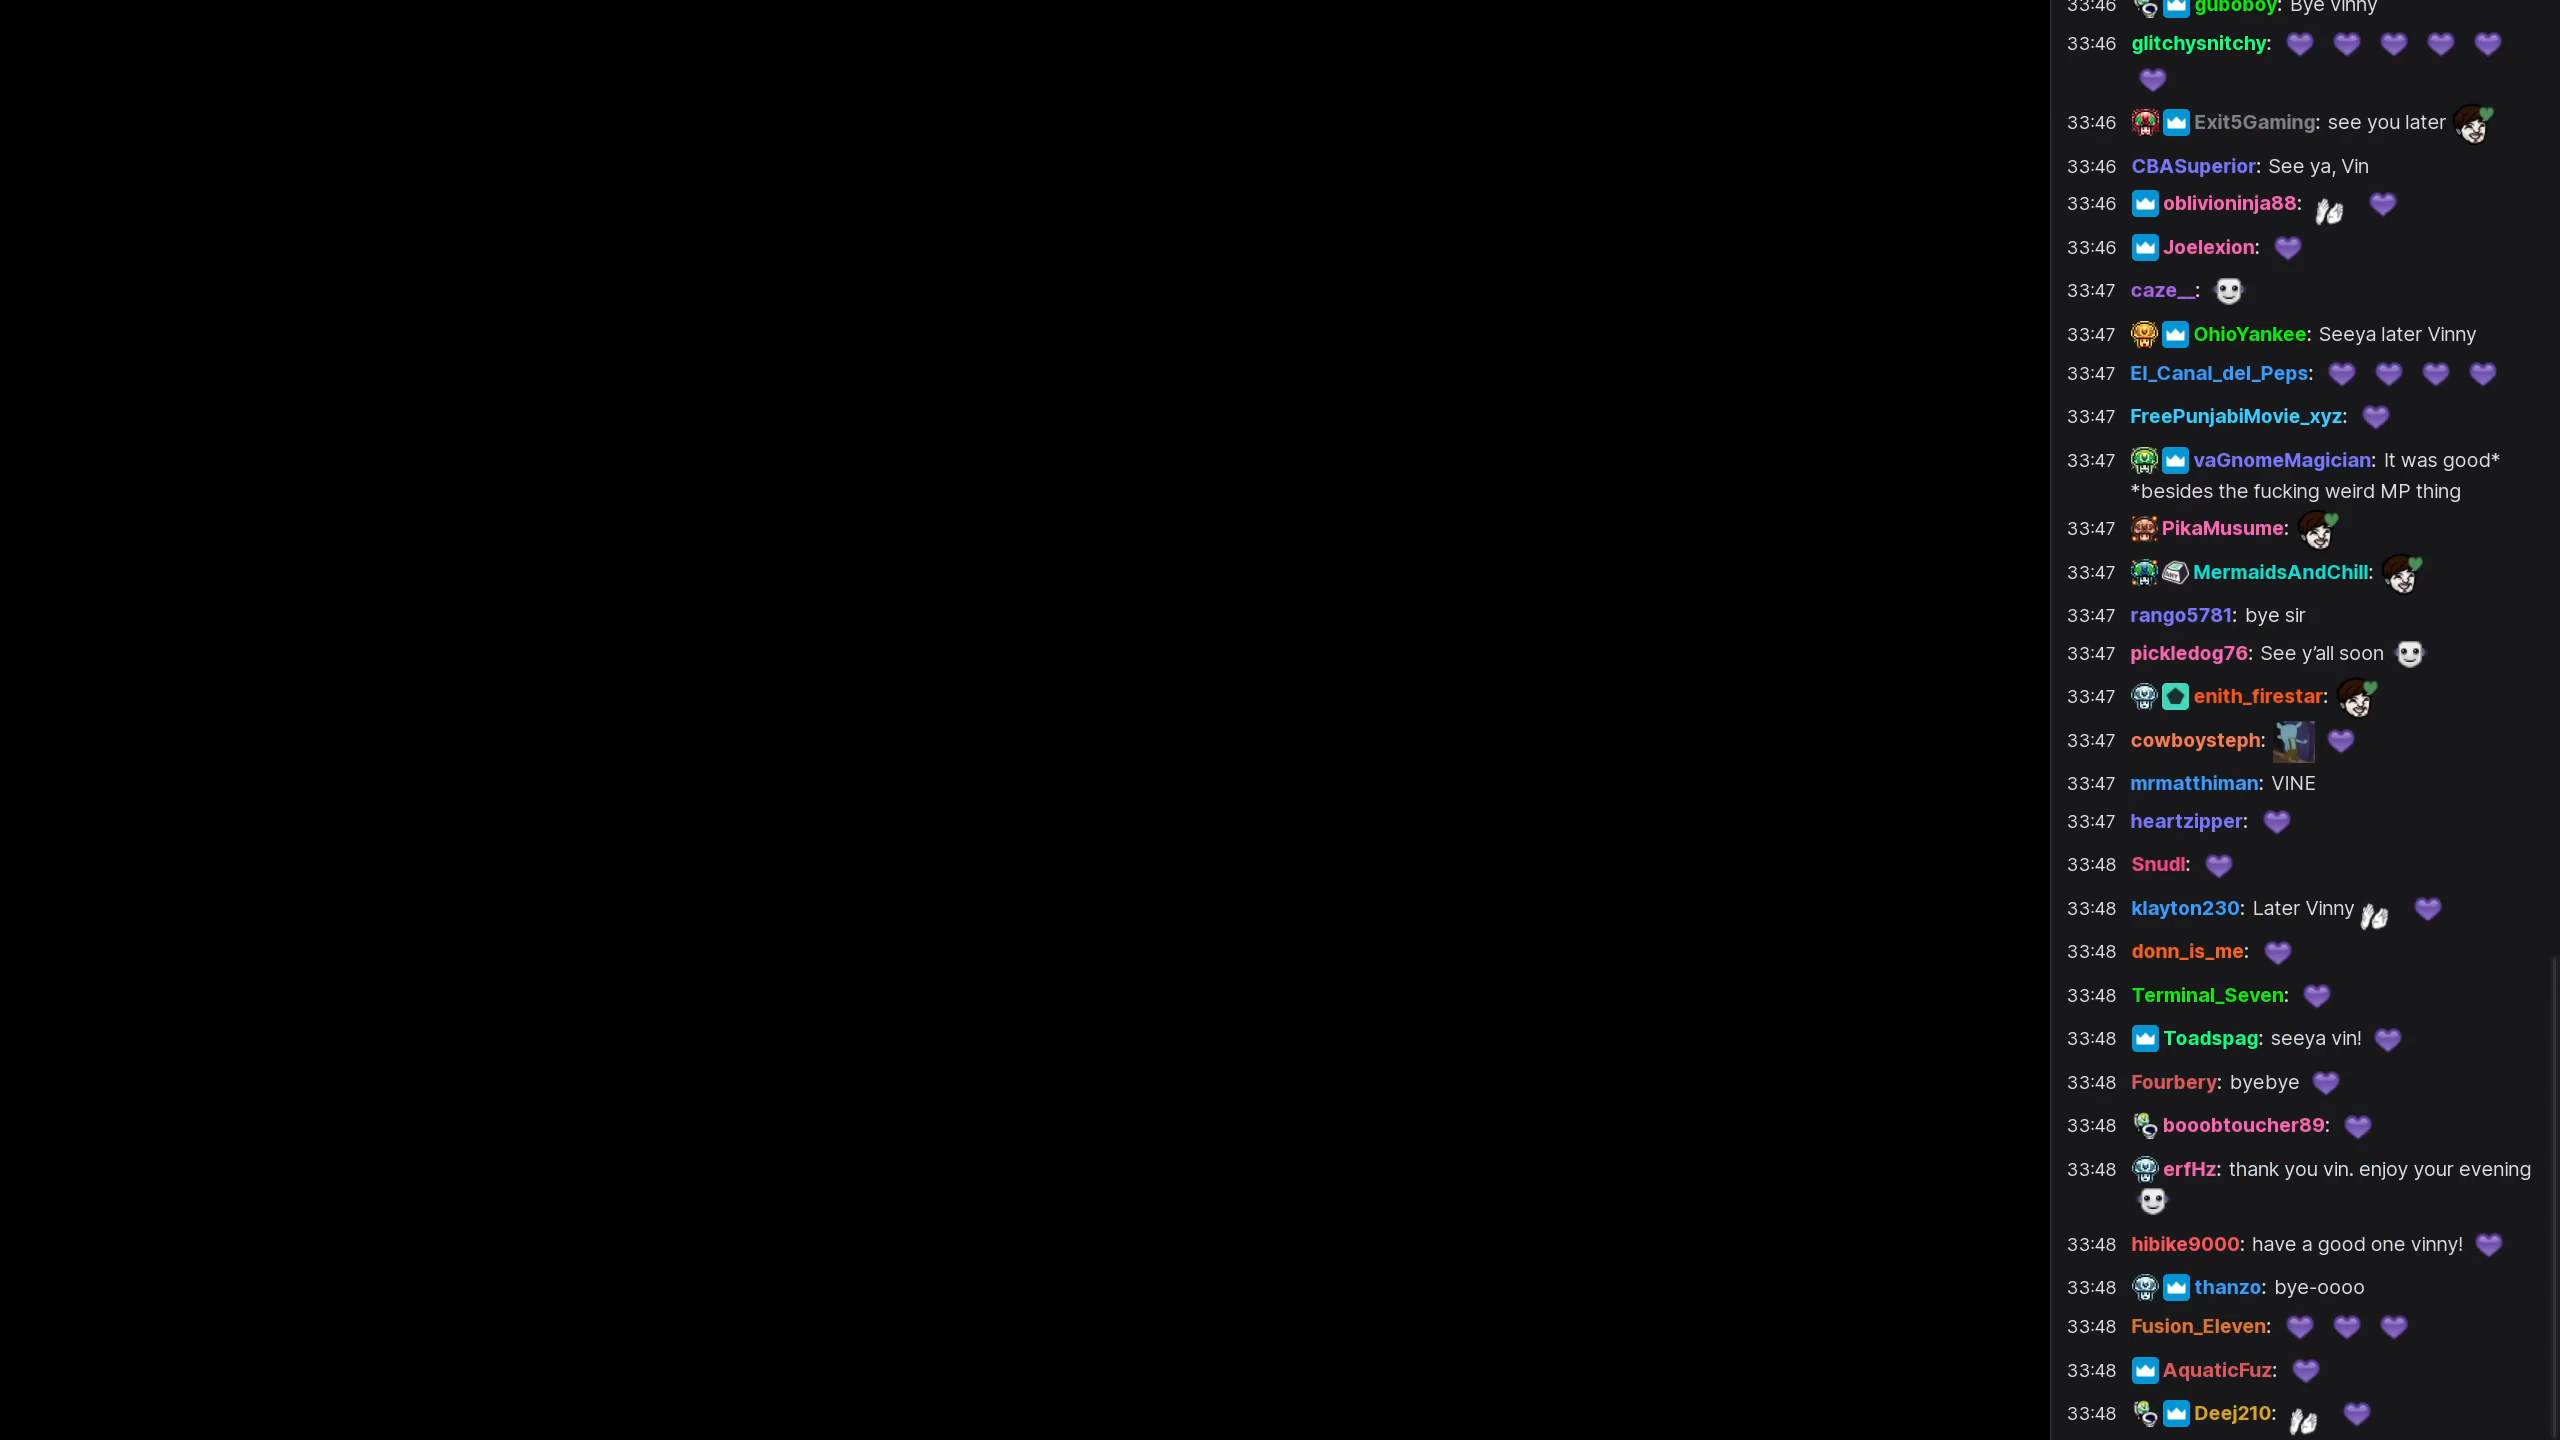 33:46 guboboy: Bye vinny
33:46 glitchysnitchy:
33:46 Exit5Gaming: see you later
33:46 CBASuperior: See ya, Vin
33:46 oblivioninja88:
33:46 Joelexion:
33:47 caze__:
33:47 OhioYankee: Seeya later Vinny
33:47 El_Canal_del_Peps:
33:47 FreePunjabiMovie_xyz:
33:47 vaGnomeMagician: It was good*
*besides the fucking weird MP thing
33:47 PikaMusume:
33:47 MermaidsAndChill:
33:47 rango5781: bye sir
33:47 pickledog76: See y’all soon
33:47 enith_firestar:
33:47 cowboysteph:
33:47 mrmatthiman: VINE
33:47 heartzipper:
33:48 Snudl:
33:48 klayton230: Later Vinny
33:48 donn_is_me:
33:48 Terminal_Seven:
33:48 Toadspag: seeya vin!
33:48 Fourbery: byebye
33:48 booobtoucher89:
33:48 erfHz: thank you vin. enjoy your evening
33:48 hibike9000: have a good one vinny!
33:48 thanzo: bye-oooo
33:48 Fusion_Eleven:
33:48 AquaticFuz:
33:48 Deej210: